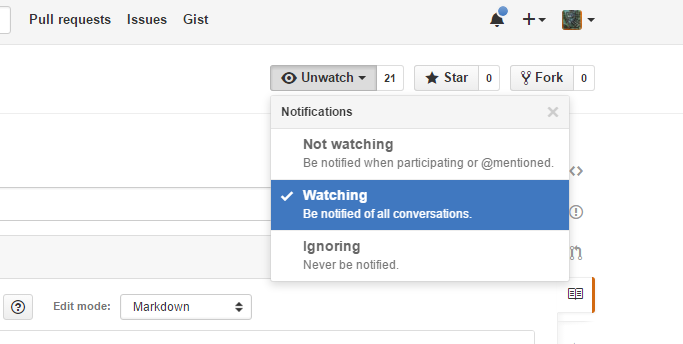 Pull requests Issues Gist
Unwatch 21 Star 0 Fork 0
Notifications
Not watching
Be notified when participating or @mentioned.
Watching
Be notified of all conversations.
Ignoring
Never be notified.
Edit mode: Markdown